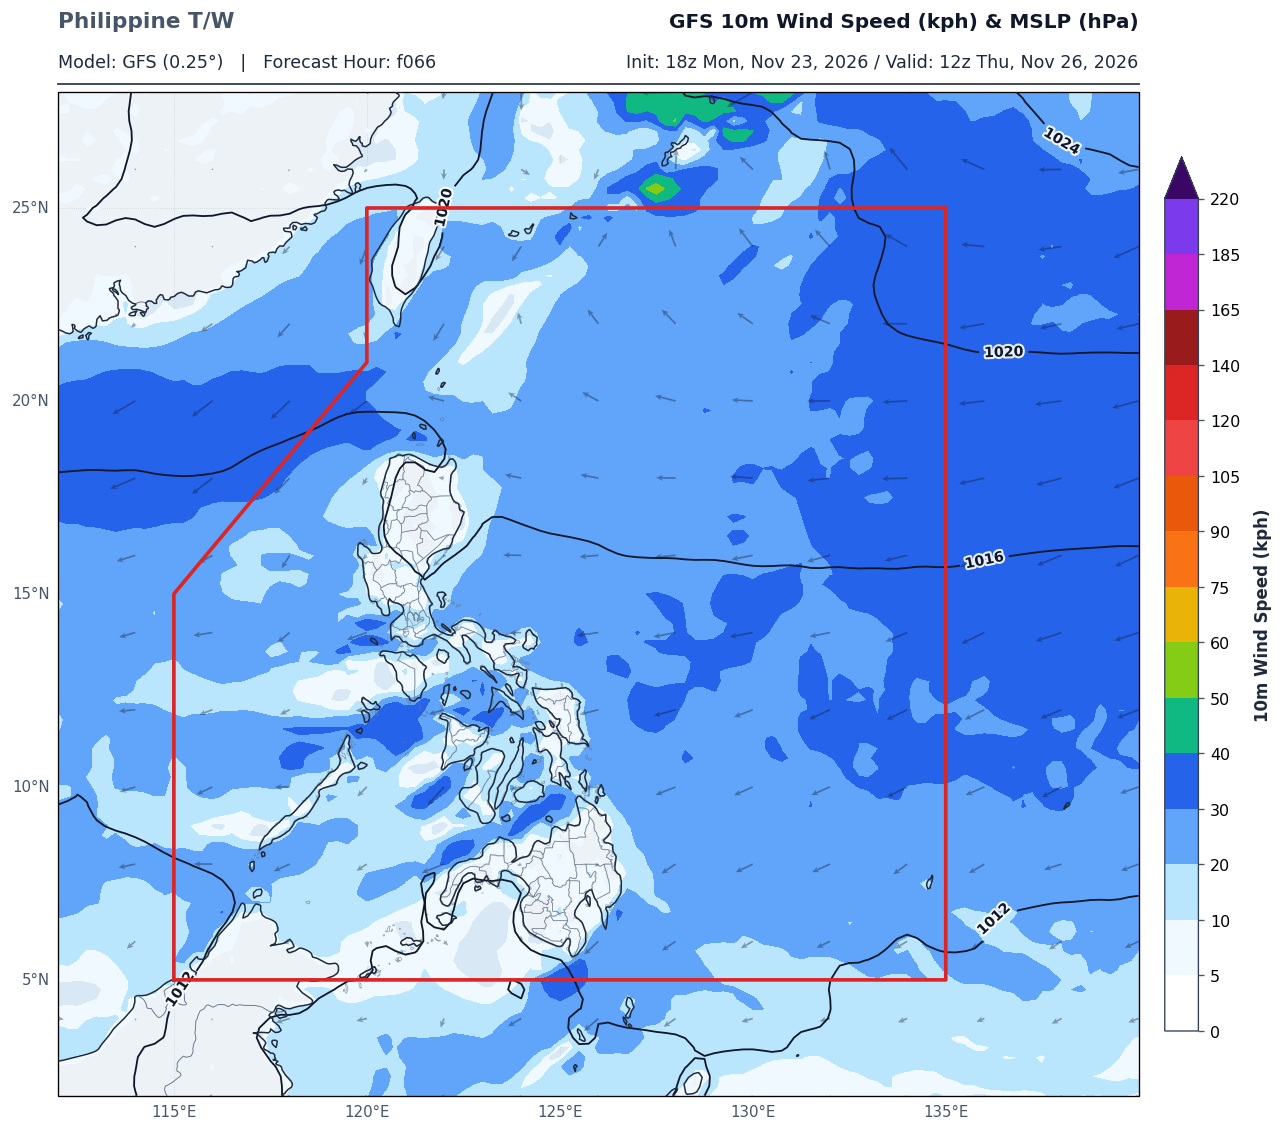 Philippine T/W
GFS 10m Wind Speed (kph) & MSLP (hPa)
Model: GFS (0.25°) | Forecast Hour: f066
Init: 18z Mon, Nov 23, 2026 / Valid: 12z Thu, Nov 26, 2026
1024
1020
1020
1016
1012
1012
25°N
20°N
15°N
10°N
5°N
115°E
120°E
125°E
130°E
135°E
220
185
165
140
120
105
90
75
60
50
40
30
20
10
5
0
10m Wind Speed (kph)